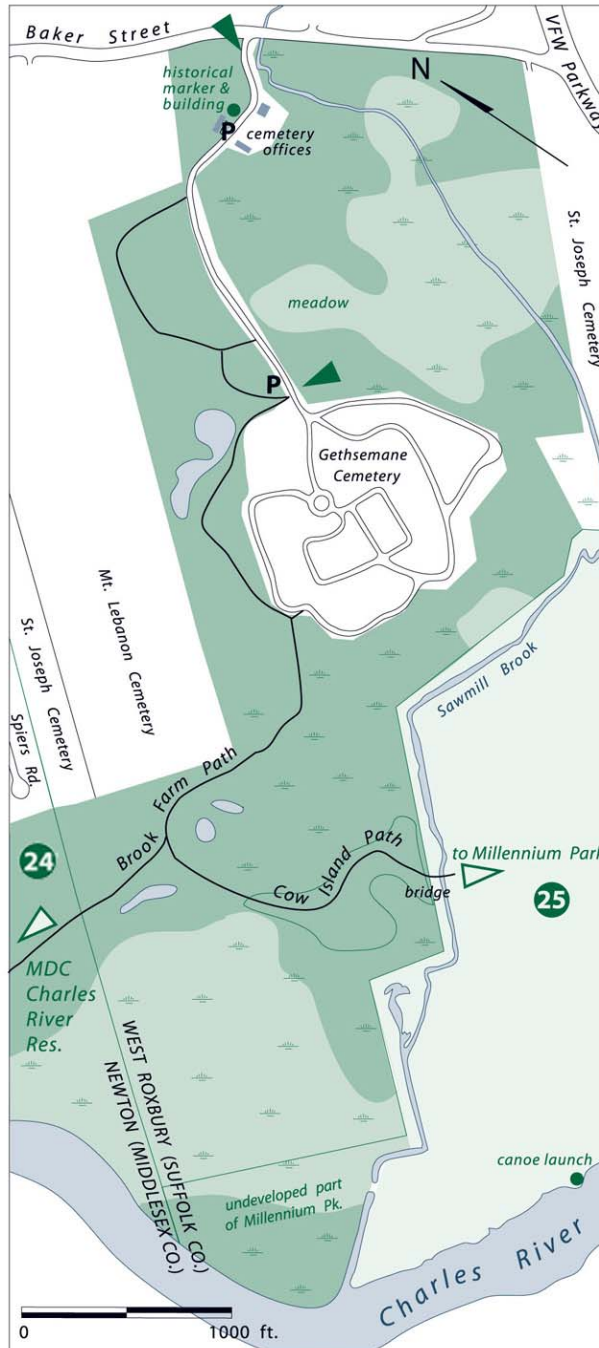 Baker Street
VFW Parkway
N
historical
marker &
building
P
cemetery
offices
St. Joseph Cemetery
meadow
P
Gethsemane
Cemetery
Mt. Lebanon Cemetery
St. Joseph Cemetery
Spiers Rd.
Sawmill Brook
Brook Farm Path
Cow Island Path
to Millennium Park
bridge
24
25
MDC
Charles
River
Res.
WEST ROXBURY (SUFFOLK CO.)
NEWTON (MIDDLESEX CO.)
canoe launch
undeveloped part
of Millennium Pk.
Charles River
0 1000 ft.